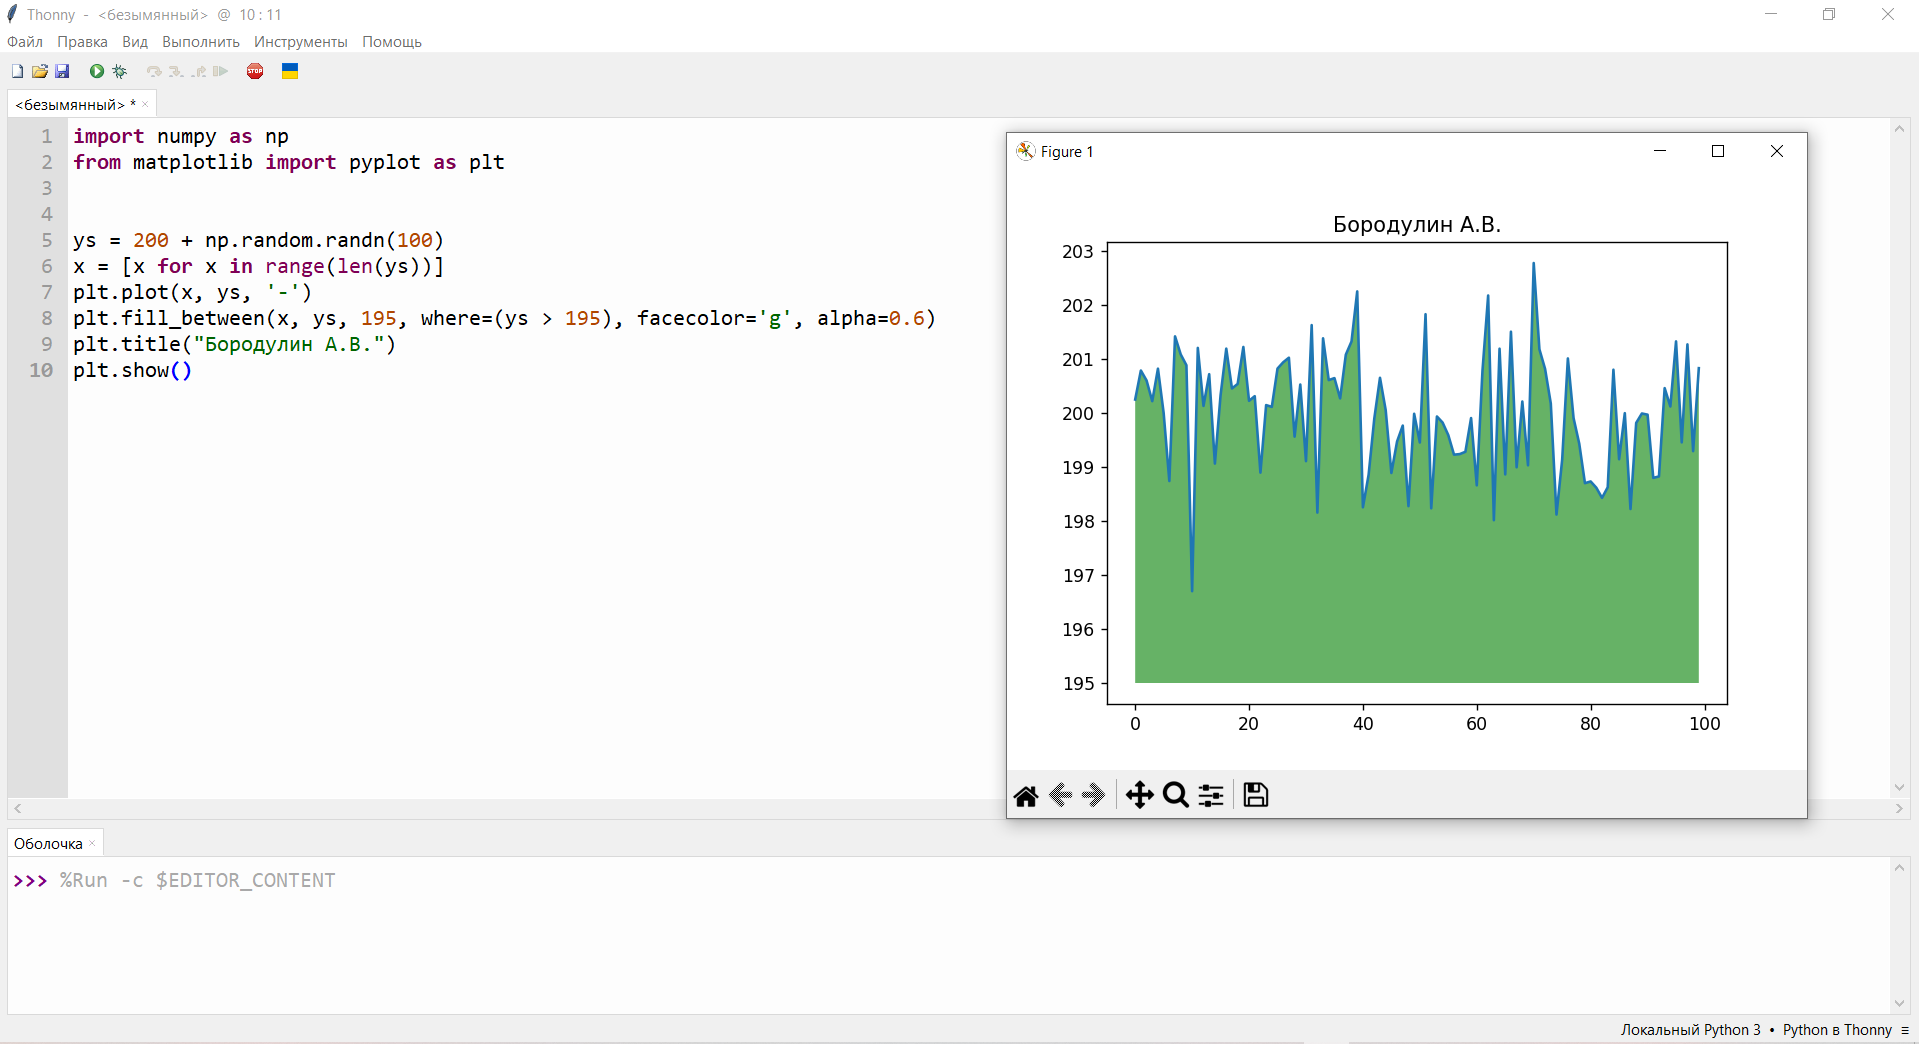 Thonny - <безымянный> @ 10 : 11
Файл Правка Вид Выполнить Инструменты Помощь
STOP
<безымянный> * ×
1 import numpy as np
2 from matplotlib import pyplot as plt
3
4
5 ys = 200 + np.random.randn(100)
6 x = [x for x in range(len(ys))]
7 plt.plot(x, ys, '-')
8 plt.fill_between(x, ys, 195, where=(ys > 195), facecolor='g', alpha=0.6)
9 plt.title("Бородулин А.В.")
10 plt.show()
Figure 1
Бородулин А.В.
203
202
201
200
199
198
197
196
195
0 20 40 60 80 100
Оболочка ×
>>> %Run -c $EDITOR_CONTENT
Локальный Python 3 • Python в Thonny ≡